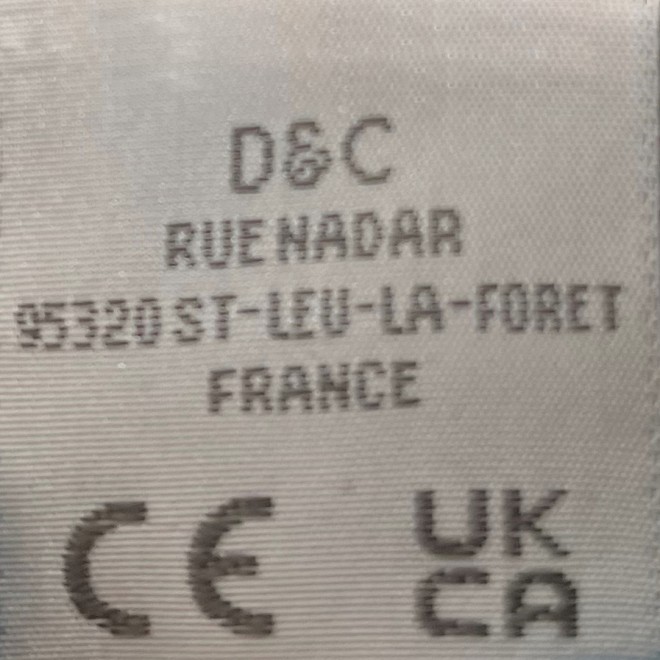 D&C
RUE NADAR
95320 ST-LEU-LA-FORET
FRANCE
CE
UK
CA